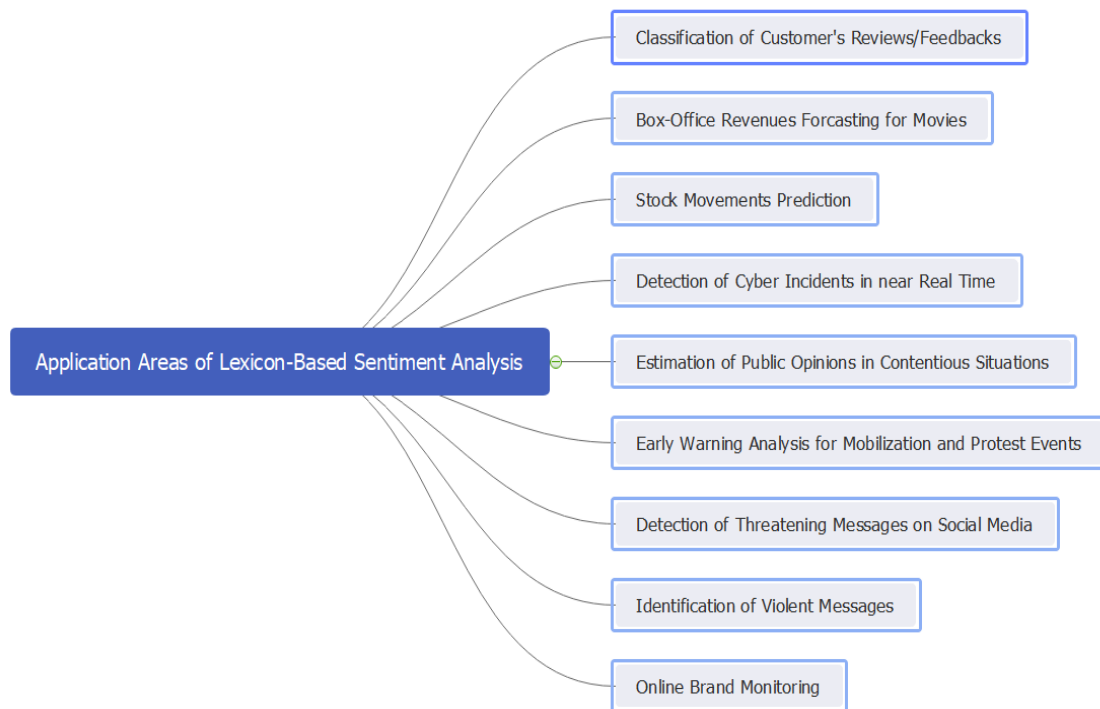 Classification of Customer's Reviews/Feedbacks
Box-Office Revenues Forcasting for Movies
Stock Movements Prediction
Detection of Cyber Incidents in near Real Time
Application Areas of Lexicon-Based Sentiment Analysis
Estimation of Public Opinions in Contentious Situations
Early Warning Analysis for Mobilization and Protest Events
Detection of Threatening Messages on Social Media
Identification of Violent Messages
Online Brand Monitoring